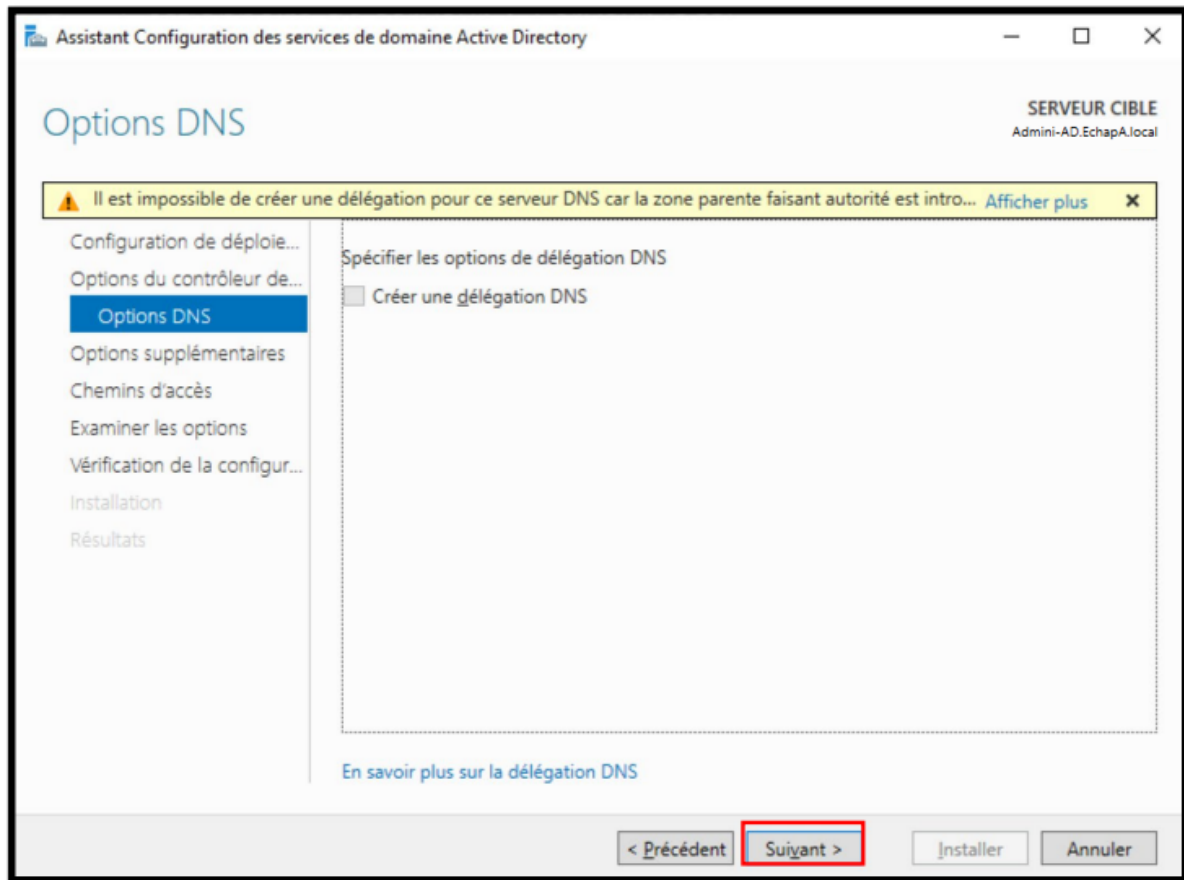 Assistant Configuration des services de domaine Active Directory
Options DNS
SERVEUR CIBLE
Admini-AD.EchapA.local
Il est impossible de créer une délégation pour ce serveur DNS car la zone parente faisant autorité est intro... Afficher plus
Configuration de déploie...
Options du contrôleur de...
Options DNS
Options supplémentaires
Chemins d'accès
Examiner les options
Vérification de la configur...
Installation
Résultats
Spécifier les options de délégation DNS
Créer une délégation DNS
En savoir plus sur la délégation DNS
< Précédent
Suivant >
Installer
Annuler